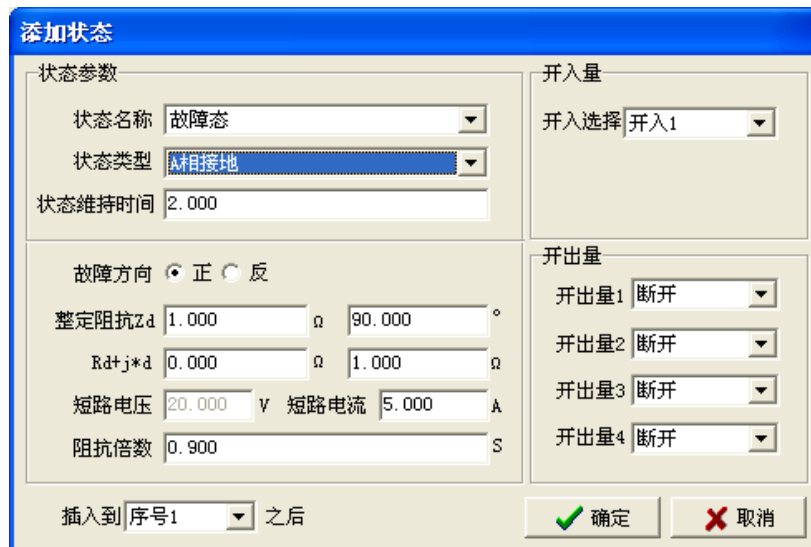 添加状态
状态参数
状态名称 故障态
状态类型 A相接地
状态维持时间 2.000
故障方向 正 反
整定阻抗Zd 1.000 Ω 90.000 °
Rd+j*d 0.000 Ω 1.000 Ω
短路电压 20.000 V 短路电流 5.000 A
阻抗倍数 0.900 S
插入到 序号1 之后
开入量
开入选择 开入1
开出量
开出量1 断开
开出量2 断开
开出量3 断开
开出量4 断开
确定 取消